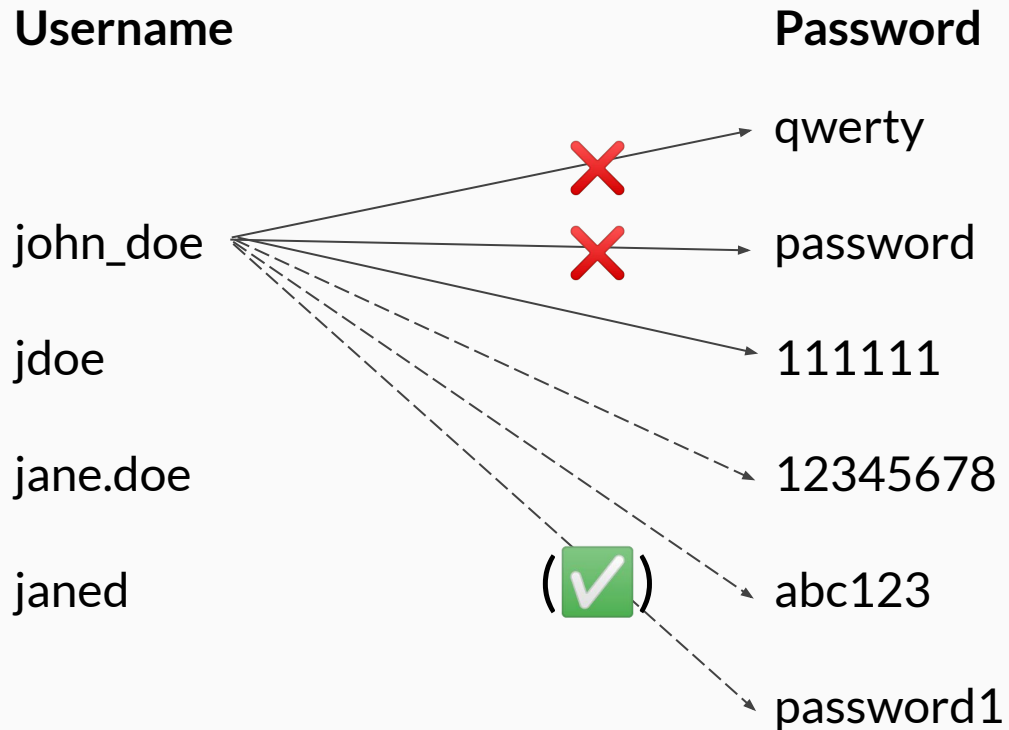 Username Password
qwerty
john_doe password
jdoe 111111
jane.doe 12345678
janed ( ) abc123
password1